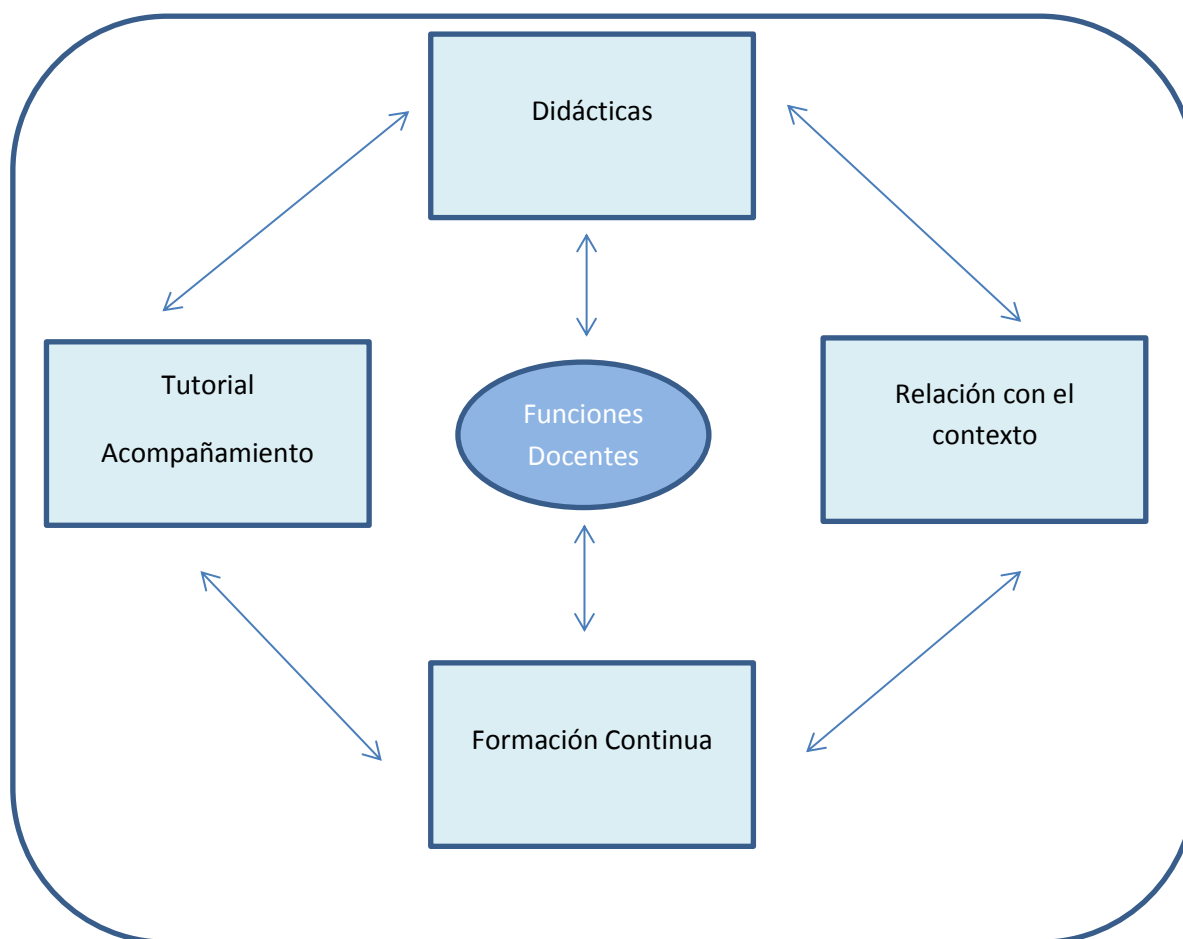 Didácticas
Tutorial
Acompañamiento
Funciones
Docentes
Relación con el
contexto
Formación Continua